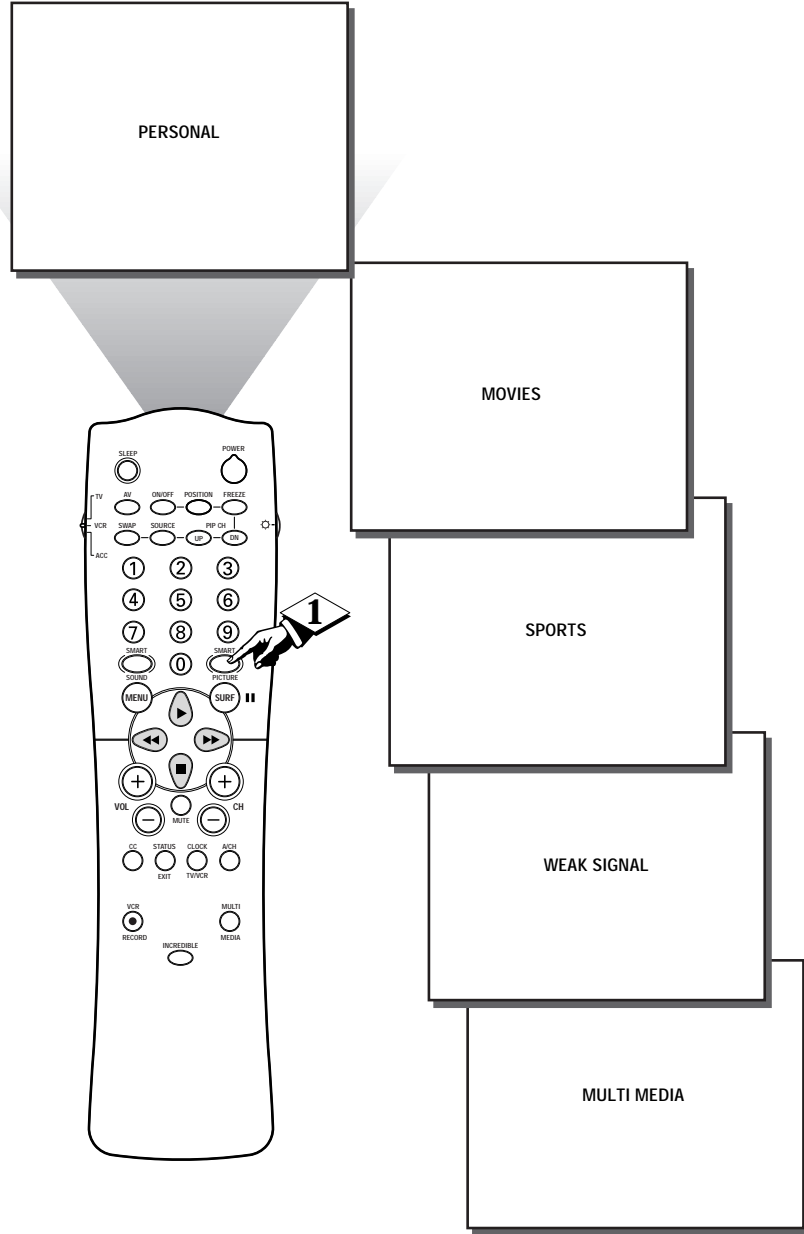 PERSONAL
MOVIES
SPORTS
WEAK SIGNAL
MULTI MEDIA
SLEEP POWER
TV AV ON/OFF POSITION FREEZE
VCR SWAP SOURCE PIP CH
UP DN
ACC
1 2 3
4 5 6
7 8 9
SMART 0 SMART
SOUND PICTURE
1
MENU SURF
VOL CH
MUTE
CC STATUS CLOCK A/CH
EXIT TV/VCR
VCR MULTI
RECORD MEDIA
INCREDIBLE